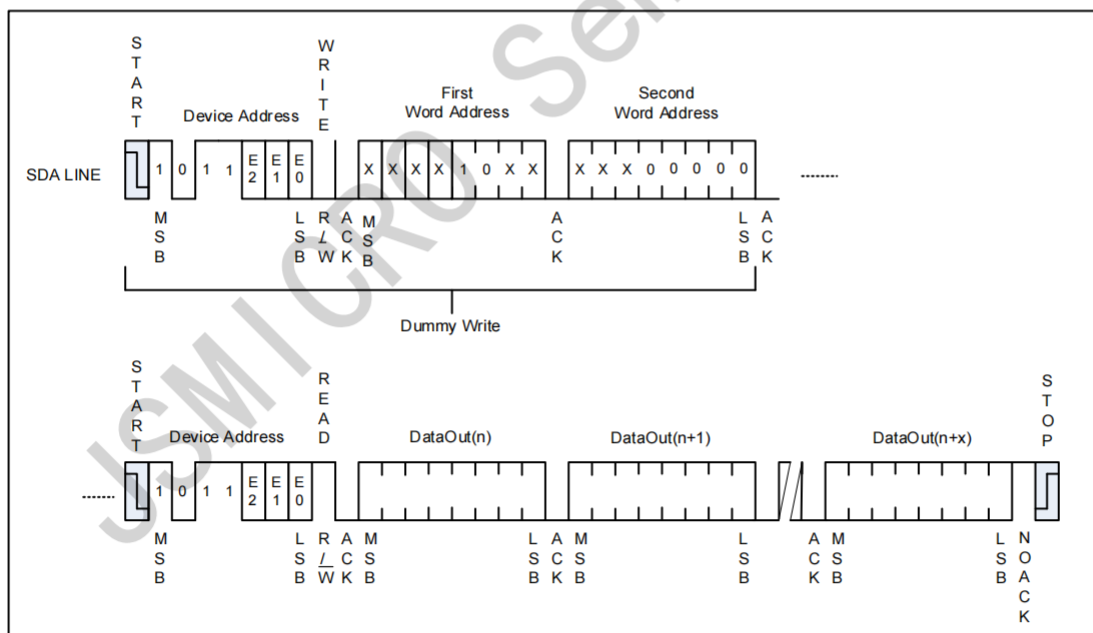 JSMICRO Se
START
WRITE
Device Address
First
Word Address
Second
Word Address
SDA LINE
1 0 1 1 E2 E1 E0
X X X X 1 0 X X
X X X 0 0 0 0 0
........
MSB
LSB
R/W
ACK
MSB
ACK
LSB
ACK
Dummy Write
START
READ
STOP
Device Address
DataOut(n)
DataOut(n+1)
DataOut(n+x)
........
1 0 1 1 E2 E1 E0
MSB
LSB
R/W
ACK
MSB
LSB
ACK
MSB
LSB
ACK
MSB
LSB
NOACK